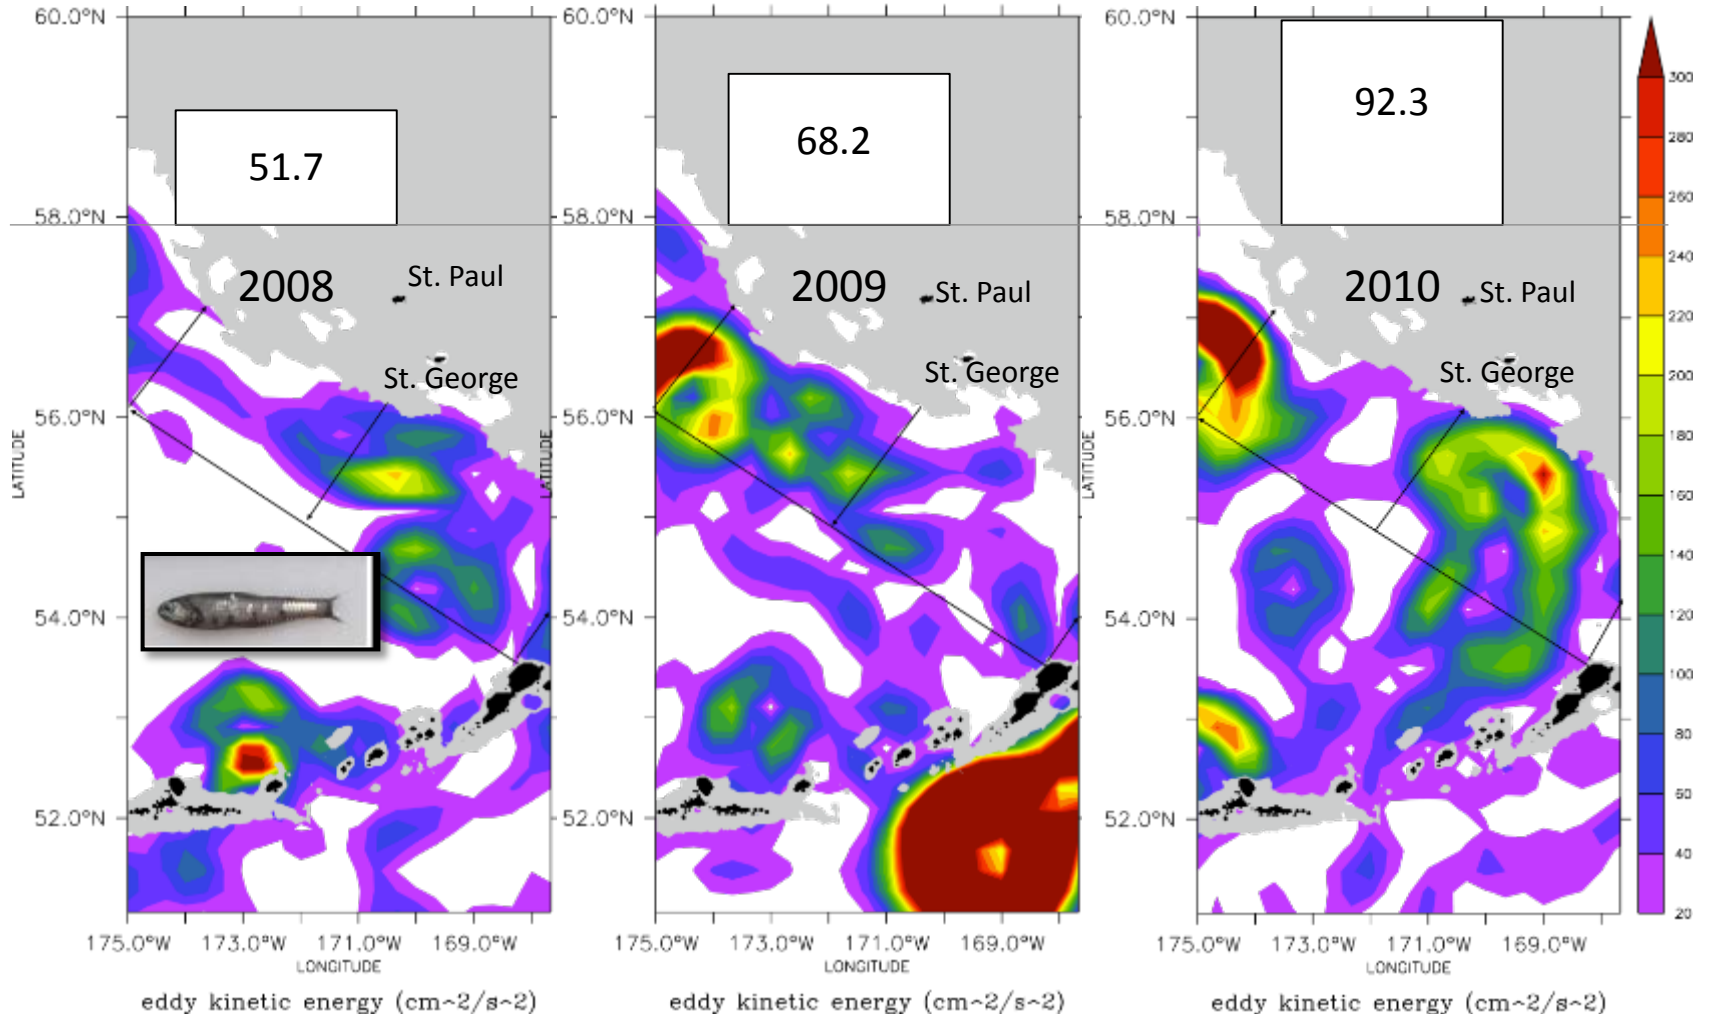 60.0°N
58.0°N
56.0°N
54.0°N
52.0°N
LATITUDE
51.7
2008
St. Paul
St. George
175.0°W
173.0°W
171.0°W
169.0°W
LONGITUDE
eddy kinetic energy (cm~2/s~2)
60.0°N
58.0°N
56.0°N
54.0°N
52.0°N
LATITUDE
68.2
2009
St. Paul
St. George
175.0°W
173.0°W
171.0°W
169.0°W
LONGITUDE
eddy kinetic energy (cm~2/s~2)
60.0°N
58.0°N
56.0°N
54.0°N
52.0°N
LATITUDE
92.3
2010
St. Paul
St. George
175.0°W
173.0°W
171.0°W
169.0°W
LONGITUDE
eddy kinetic energy (cm~2/s~2)
300
280
260
240
220
200
180
160
140
120
100
80
60
40
20